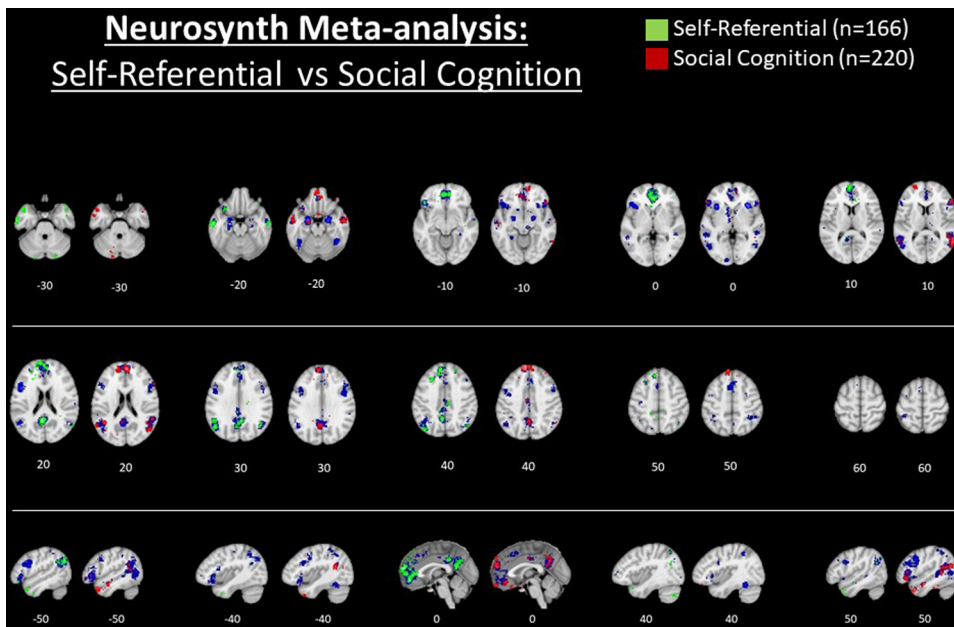 Neurosynth Meta-analysis:
Self-Referential vs Social Cognition
Self-Referential (n=166)
Social Cognition (n=220)
-30 -30 -20 -20 -10 -10 0 0 10 10
20 20 30 30 40 40 50 50 60 60
-50 -50 -40 -40 0 0 40 40 50 50